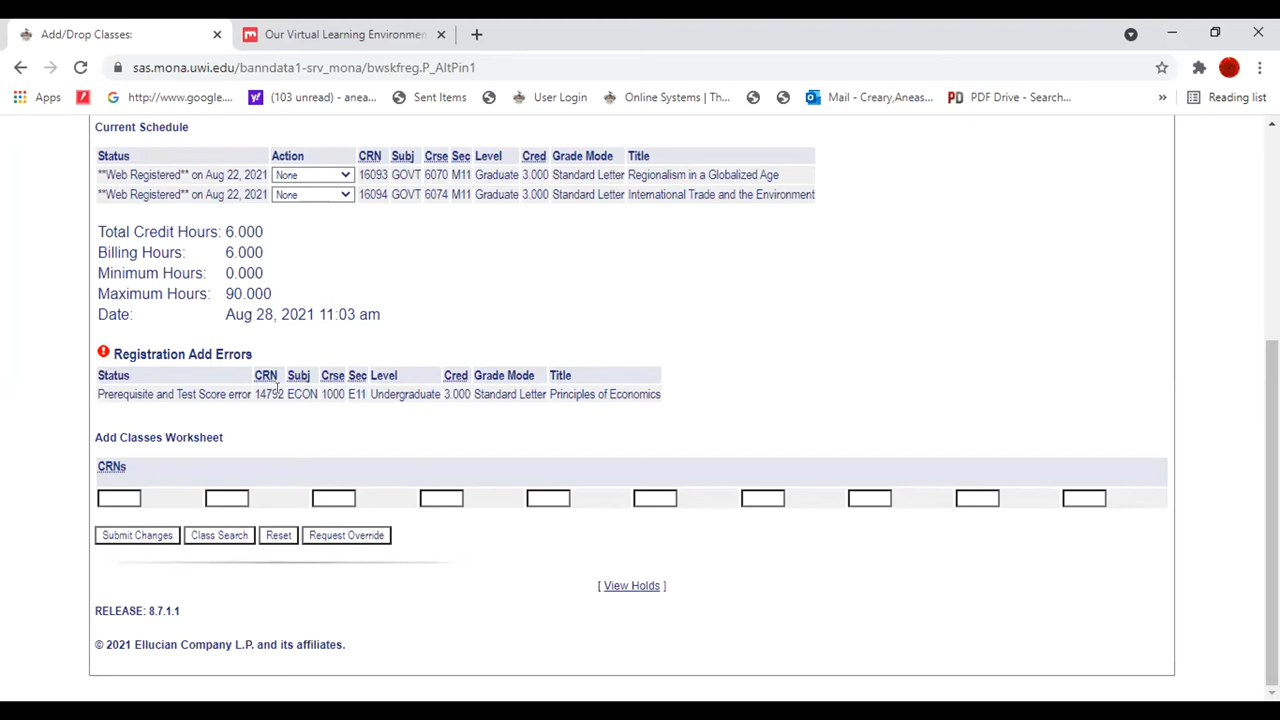 Add/Drop Classes:
Our Virtual Learning Environmen
sas.mona.uwi.edu/banndata1-srv_mona/bwskfreg.P_AltPin1
Apps http://www.google.... (103 unread) - anea... Sent Items User Login Online Systems | Th... Mail - Creary,Aneas... PD PDF Drive - Search... » Reading list
Current Schedule
Status Action CRN Subj Crse Sec Level Cred Grade Mode Title
**Web Registered** on Aug 22, 2021 None 16093 GOVT 6070 M11 Graduate 3.000 Standard Letter Regionalism in a Globalized Age
**Web Registered** on Aug 22, 2021 None 16094 GOVT 6074 M11 Graduate 3.000 Standard Letter International Trade and the Environment
Total Credit Hours: 6.000
Billing Hours: 6.000
Minimum Hours: 0.000
Maximum Hours: 90.000
Date: Aug 28, 2021 11:03 am
Registration Add Errors
Status CRN Subj Crse Sec Level Cred Grade Mode Title
Prerequisite and Test Score error 14792 ECON 1000 E11 Undergraduate 3.000 Standard Letter Principles of Economics
Add Classes Worksheet
CRNs
Submit Changes Class Search Reset Request Override
[ View Holds ]
RELEASE: 8.7.1.1
© 2021 Ellucian Company L.P. and its affiliates.